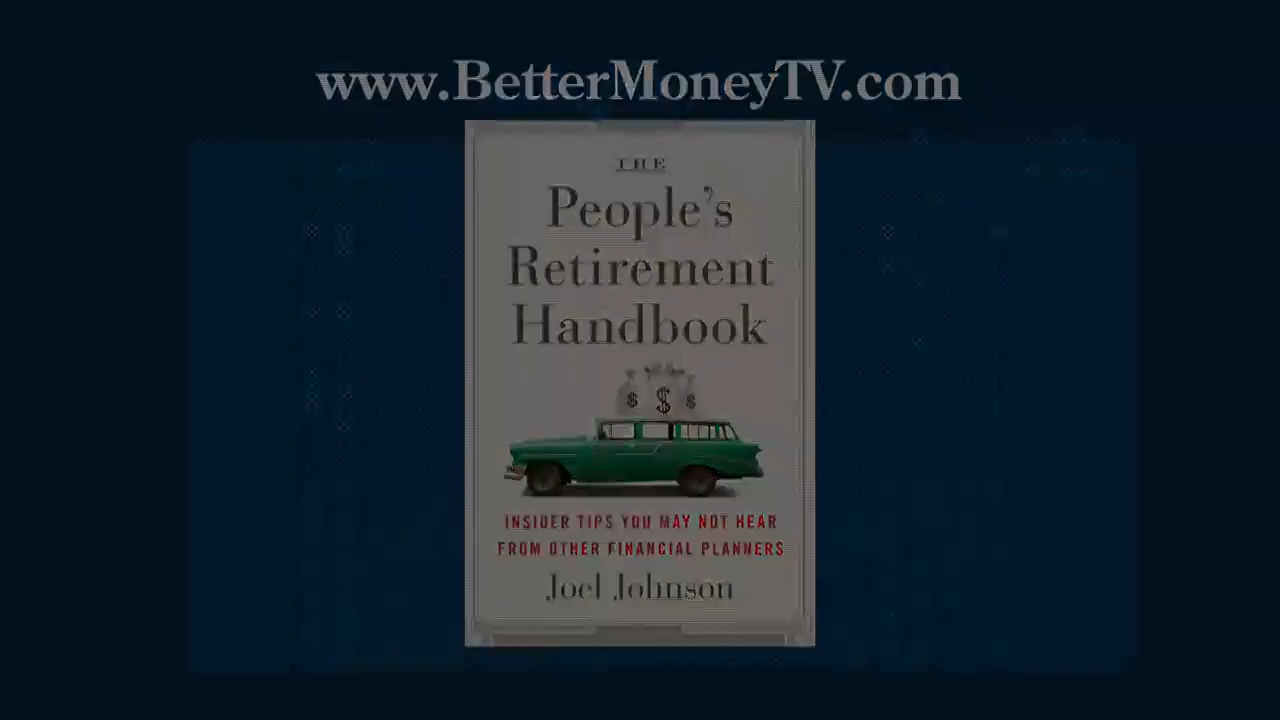 www.BetterMoneyTV.com
THE
People's
Retirement
Handbook
$ $ $
INSIDER TIPS YOU MAY NOT HEAR
FROM OTHER FINANCIAL PLANNERS
Joel Johnson